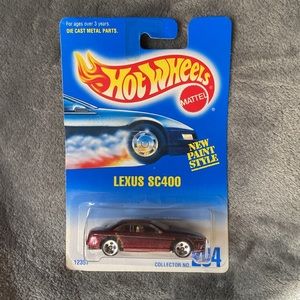 For ages over 3 years.
DIE CAST METAL PARTS.
HOT WHEELS
MATTEL
NEW
PAINT
STYLE
LEXUS SC400
COLLECTOR NO.